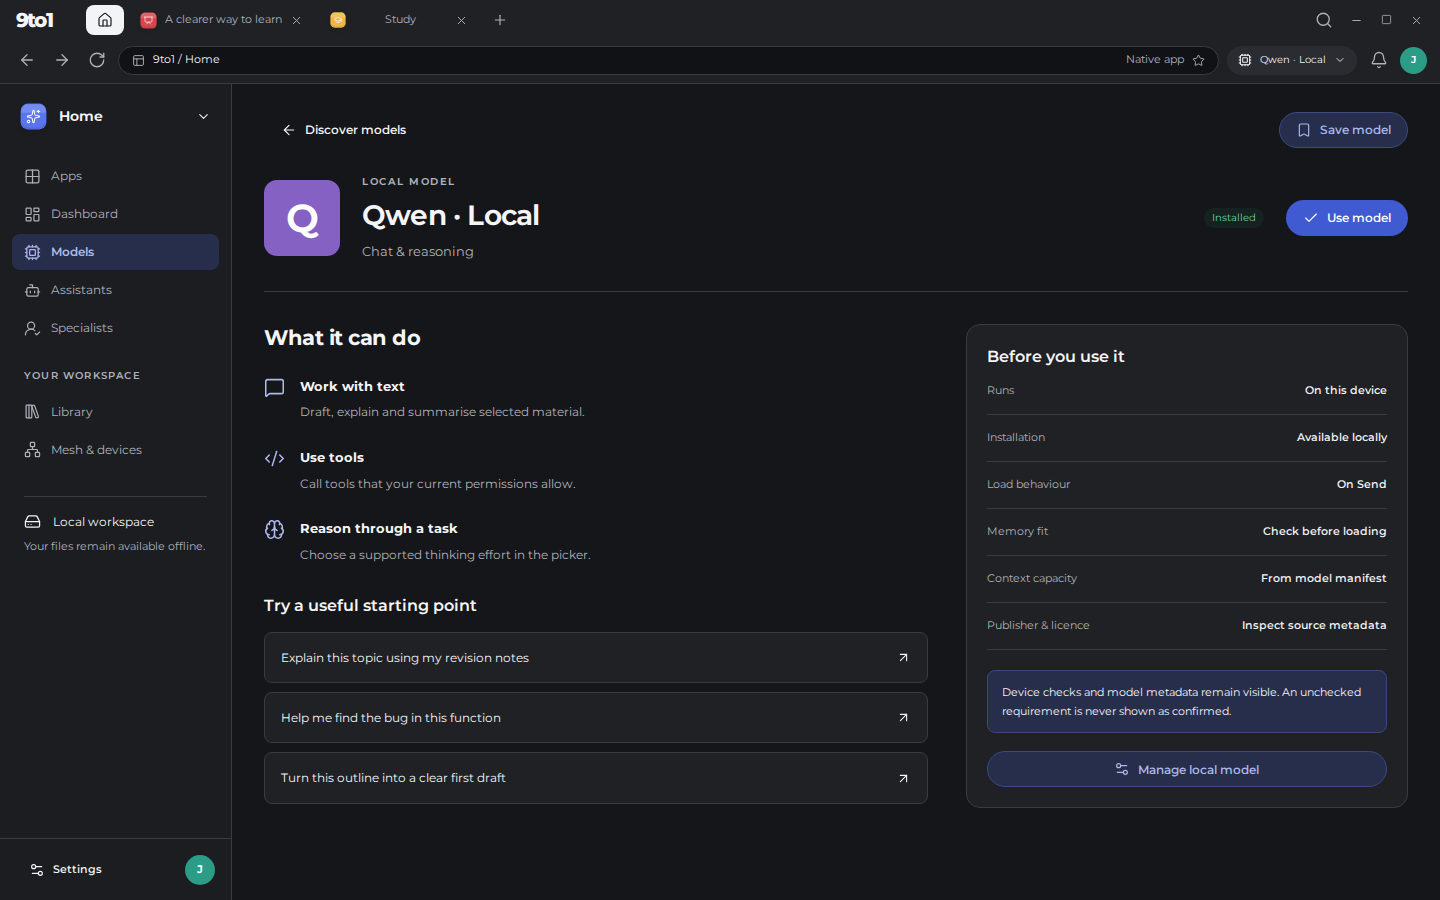 9to1
A clearer way to learn
Study
9to1 / Home
Native app
Qwen · Local
J
Home
Apps
Dashboard
Models
Assistants
Specialists
YOUR WORKSPACE
Library
Mesh & devices
Local workspace
Your files remain available offline.
Settings
J
Discover models
Save model
Q
LOCAL MODEL
Qwen · Local
Chat & reasoning
Installed
Use model
What it can do
Work with text
Draft, explain and summarise selected material.
Use tools
Call tools that your current permissions allow.
Reason through a task
Choose a supported thinking effort in the picker.
Try a useful starting point
Explain this topic using my revision notes
Help me find the bug in this function
Turn this outline into a clear first draft
Before you use it
Runs On this device
Installation Available locally
Load behaviour On Send
Memory fit Check before loading
Context capacity From model manifest
Publisher & licence Inspect source metadata
Device checks and model metadata remain visible. An unchecked
requirement is never shown as confirmed.
Manage local model